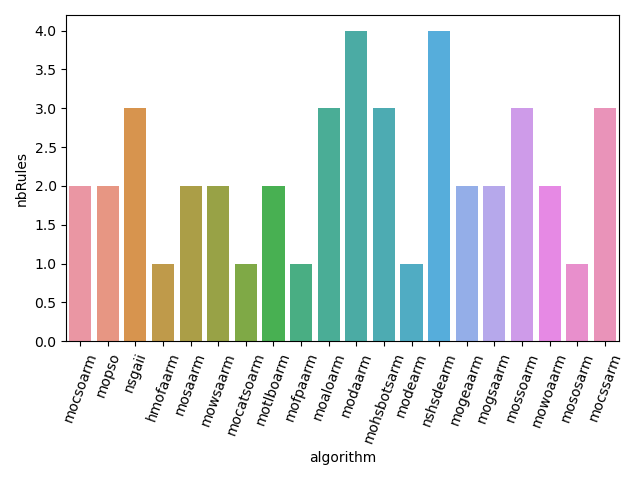 4.0
3.5
3.0
2.5
2.0
1.5
1.0
0.5
0.0
nbRules
mocsoarm
mopso
nsgaii
hmofaarm
mosaarm
mowsaarm
mocatsoarm
motlboarm
mofpaarm
moaloarm
modaarm
mohsbotsarm
modearm
nshsdearm
mogeaarm
mogsaarm
mossoarm
mowoaarm
mososarm
mocssarm
algorithm